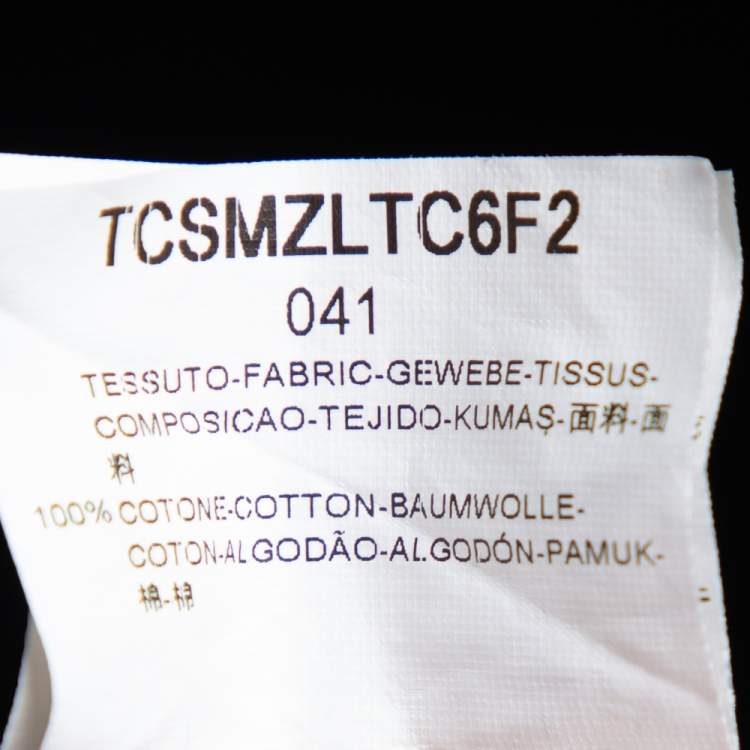 TCSMZLTC6F2
041
TESSUTO-FABRIC-GEWEBE-TISSUS-
COMPOSICAO-TEJIDO-KUMAŞ-面料-面
料
100% COTONE-COTTON-BAUMWOLLE-
COTON-ALGODÃO-ALGODÓN-PAMUK-
棉-棉